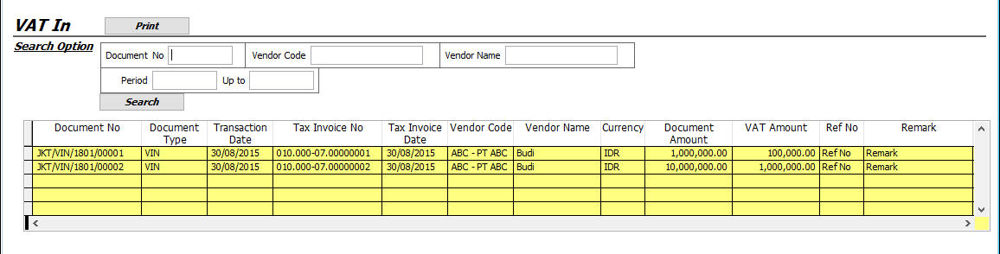 VAT In Print
Search Option
Document No Vendor Code Vendor Name
Period Up to
Search
Document No Document Type Transaction Date Tax Invoice No Tax Invoice Date Vendor Code Vendor Name Currency Document Amount VAT Amount Ref No Remark
JKT/VIN/1801/00001 VIN 30/08/2015 010.000-07.00000001 30/08/2015 ABC - PT ABC Budi IDR 1,000,000.00 100,000.00 Ref No Remark
JKT/VIN/1801/00002 VIN 30/08/2015 010.000-07.00000002 30/08/2015 ABC - PT ABC Budi IDR 10,000,000.00 1,000,000.00 Ref No Remark